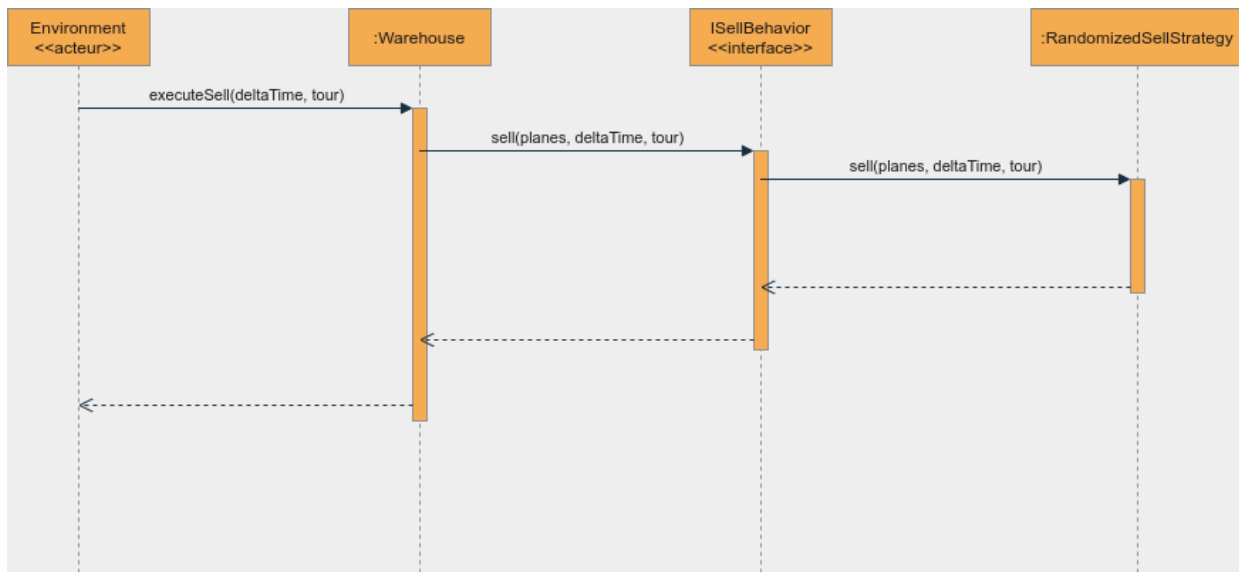 Environment
<<acteur>>
:Warehouse
ISellBehavior
<<interface>>
:RandomizedSellStrategy
executeSell(deltaTime, tour)
sell(planes, deltaTime, tour)
sell(planes, deltaTime, tour)